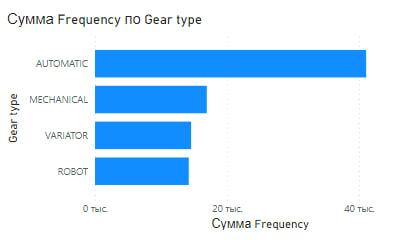 Сумма Frequency по Gear type
Gear type
AUTOMATIC
MECHANICAL
VARIATOR
ROBOT
0 тыс. 20 тыс. 40 тыс.
Сумма Frequency